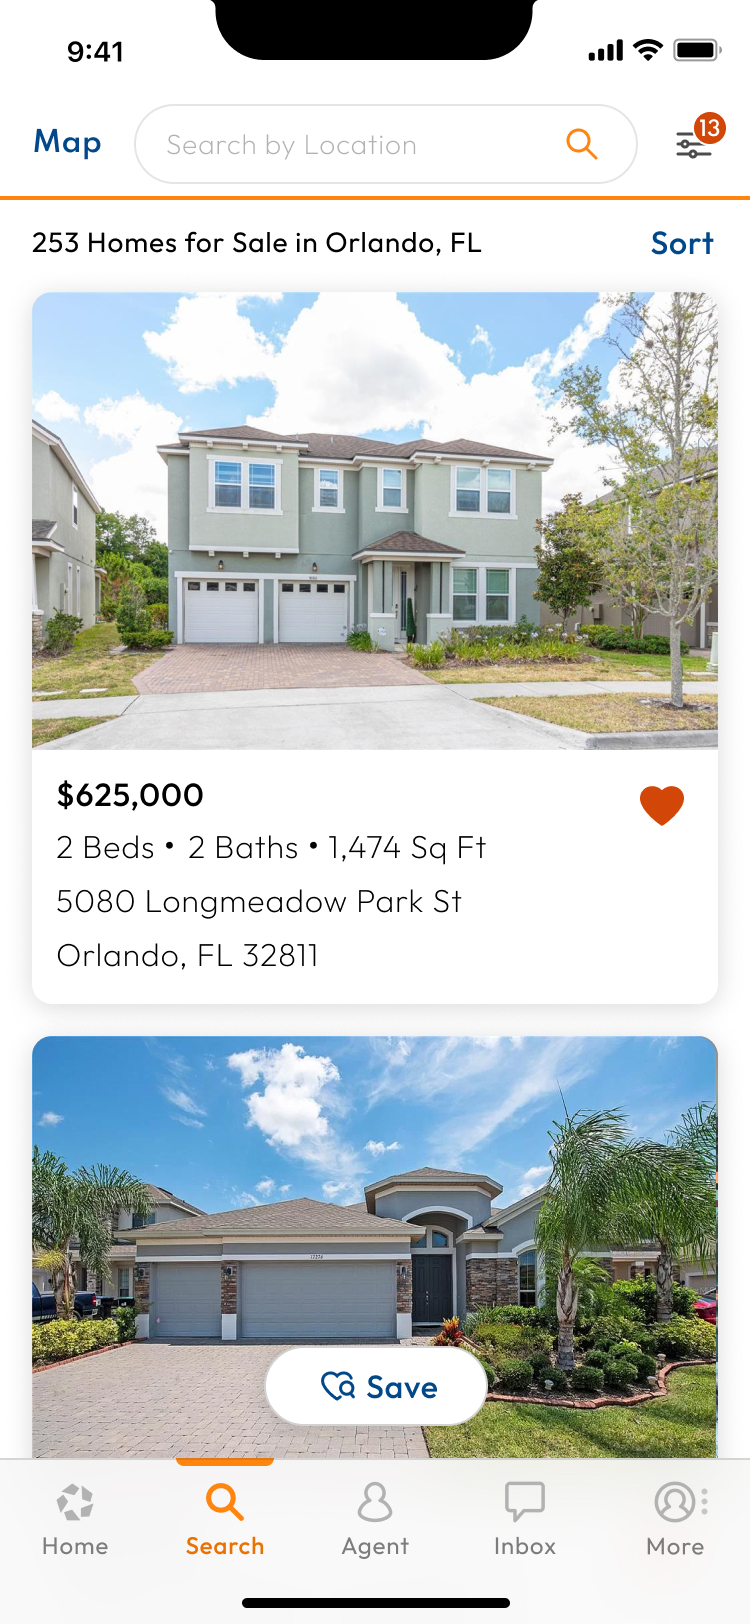 9:41
Map
Search by Location
13
253 Homes for Sale in Orlando, FL
Sort
$625,000
2 Beds • 2 Baths • 1,474 Sq Ft
5080 Longmeadow Park St
Orlando, FL 32811
17274
Save
Home
Search
Agent
Inbox
More